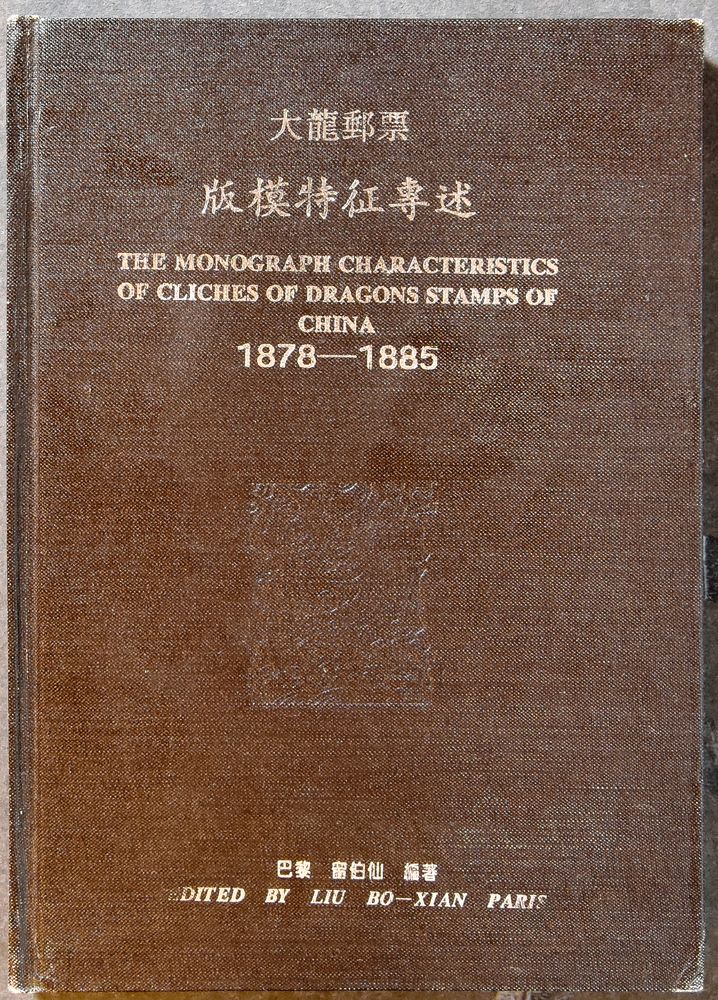 大龍郵票
版模特征專述
THE MONOGRAPH CHARACTERISTICS
OF CLICHES OF DRAGONS STAMPS OF
CHINA
1878—1885
巴黎 留伯仙 編著
EDITED BY LIU BO—XIAN PARIS